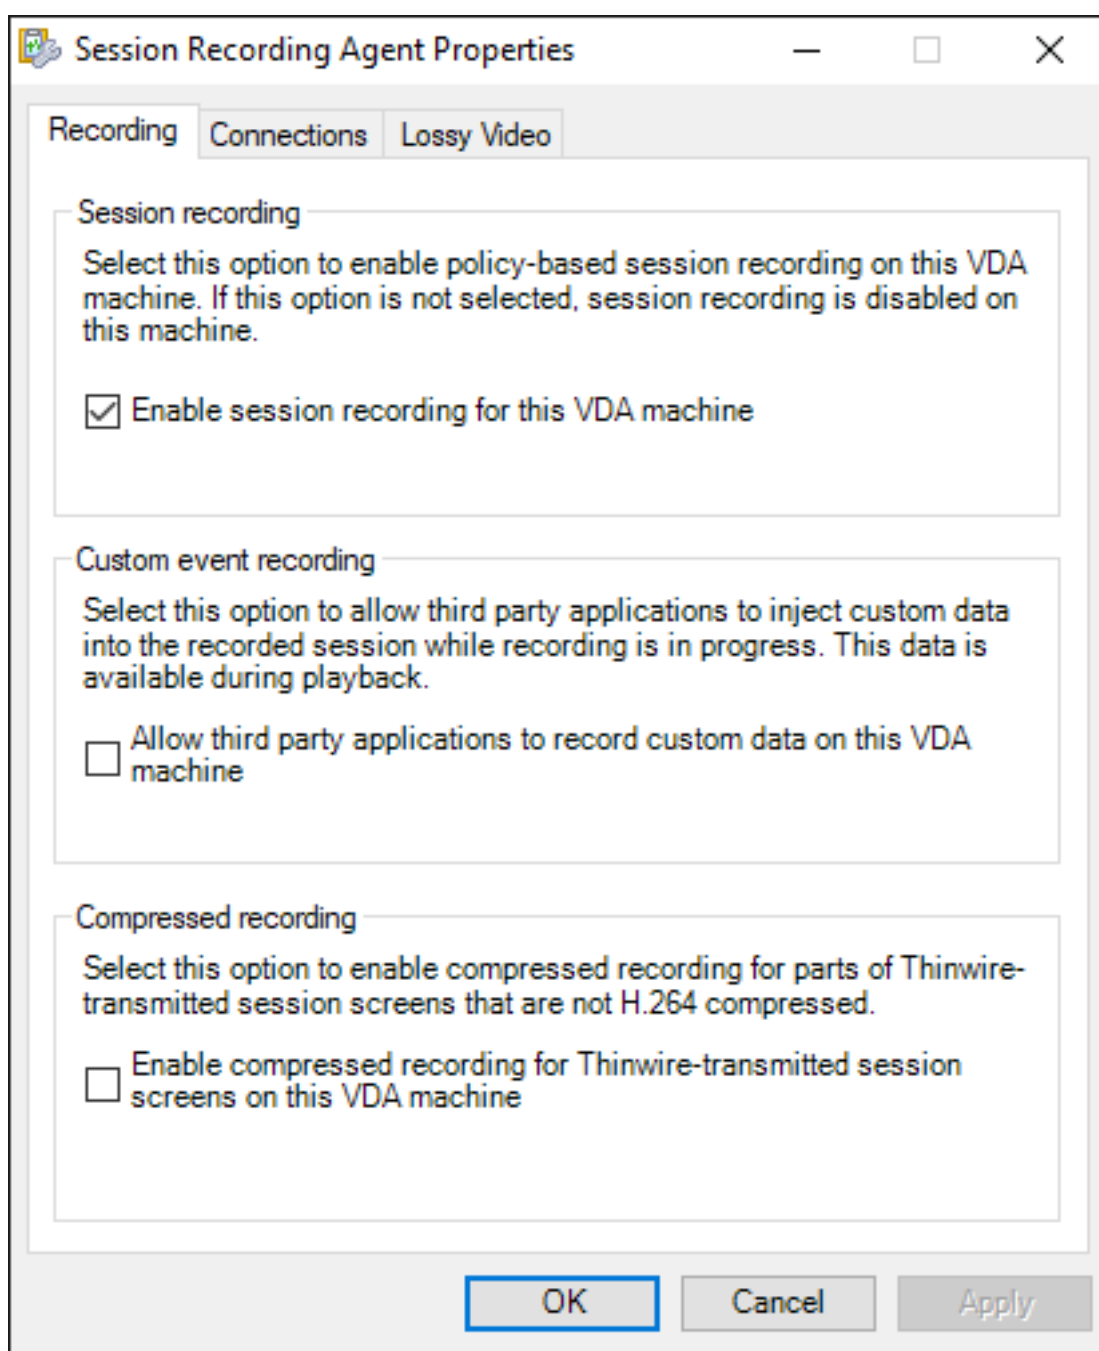 Session Recording Agent Properties
Recording
Connections
Lossy Video
Session recording
Select this option to enable policy-based session recording on this VDA
machine. If this option is not selected, session recording is disabled on
this machine.
Enable session recording for this VDA machine
Custom event recording
Select this option to allow third party applications to inject custom data
into the recorded session while recording is in progress. This data is
available during playback.
Allow third party applications to record custom data on this VDA
machine
Compressed recording
Select this option to enable compressed recording for parts of Thinwire-
transmitted session screens that are not H.264 compressed.
Enable compressed recording for Thinwire-transmitted session
screens on this VDA machine
OK
Cancel
Apply